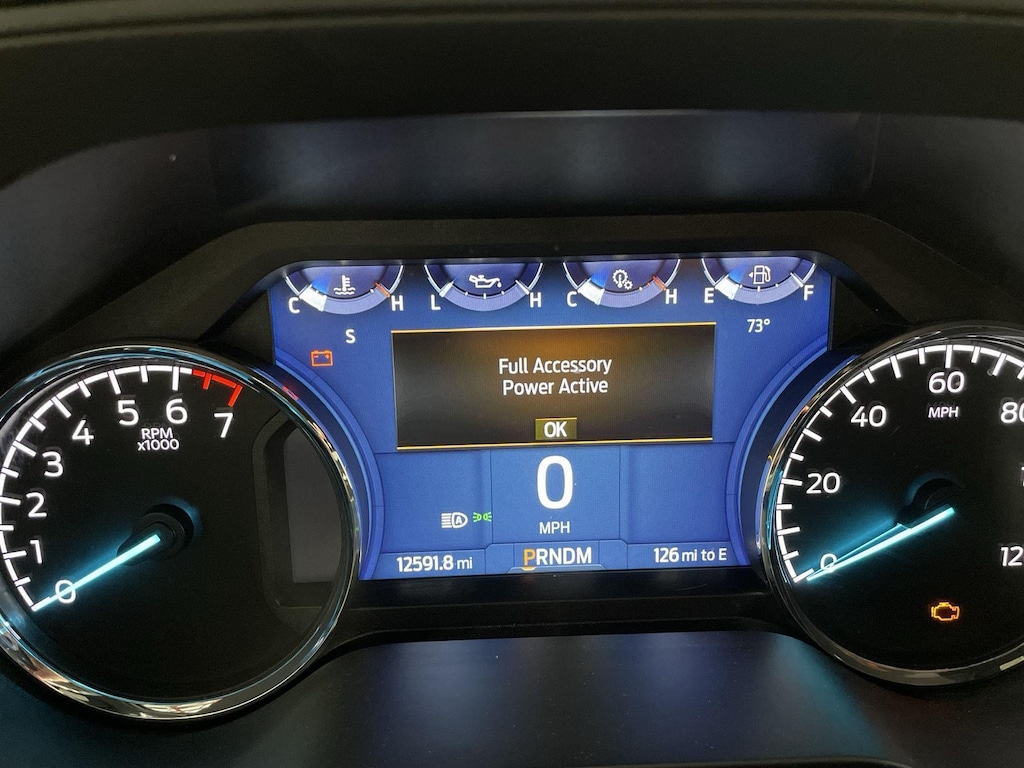 C H L H C H E F
S
73°
Full Accessory
Power Active
OK
0
MPH
12591.8 mi
PRNDM
126 mi to E
0 1 2 3 4 5 6 7
RPM
x1000
0 20 40 60
MPH
A